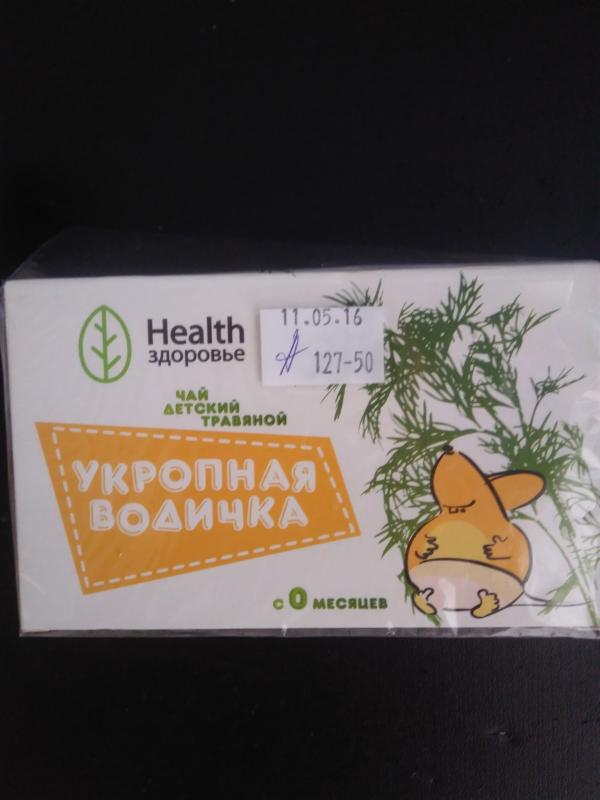 Health
здоровье
11.05.16
127-50
ЧАЙ
ДЕТСКИЙ
ТРАВЯНОЙ
УКРОПНАЯ
ВОДИЧКА
с 0 месяцев